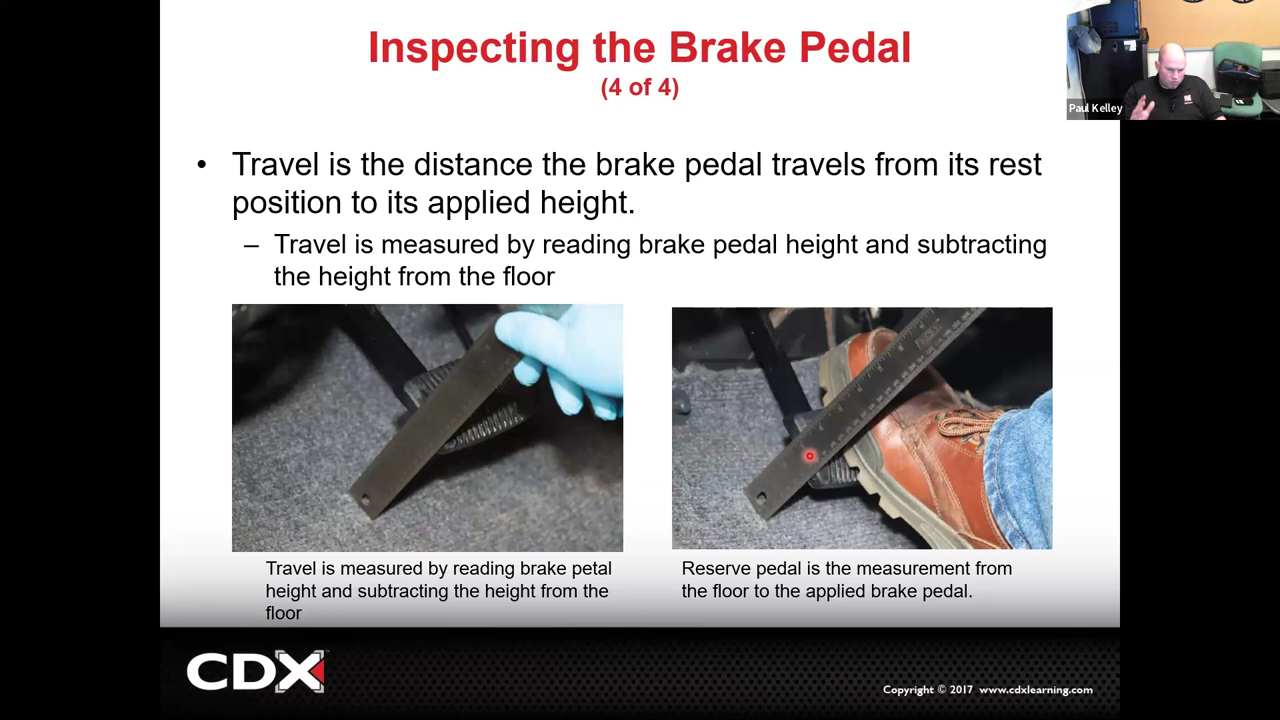 Inspecting the Brake Pedal
(4 of 4)
Paul Kelley
• Travel is the distance the brake pedal travels from its rest
position to its applied height.
– Travel is measured by reading brake pedal height and subtracting
the height from the floor
Travel is measured by reading brake petal
height and subtracting the height from the
floor
Reserve pedal is the measurement from
the floor to the applied brake pedal.
CDX
Copyright © 2017 www.cdxlearning.com